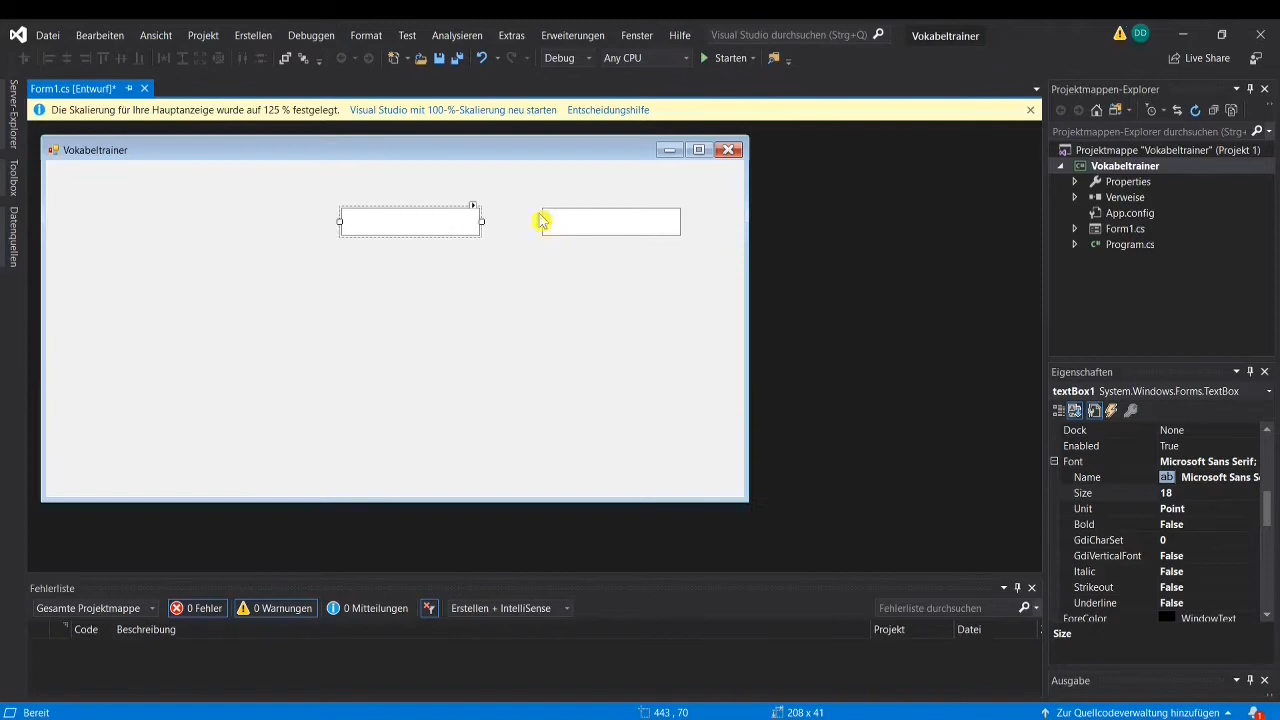 Datei Bearbeiten Ansicht Projekt Erstellen Debuggen Format Test Analysieren Extras Erweiterungen Fenster Hilfe Visual Studio durchsuchen (Strg+Q) Vokabeltrainer DD
Debug Any CPU Starten Live Share
Form1.cs [Entwurf]*
Die Skalierung für Ihre Hauptanzeige wurde auf 125 % festgelegt. Visual Studio mit 100-%-Skalierung neu starten Entscheidungshilfe
Server-Explorer
Toolbox
Datenquellen
Vokabeltrainer
Projektmappen-Explorer
Projektmappen-Explorer durchsuchen (Strg+
Projektmappe "Vokabeltrainer" (Projekt 1)
C# Vokabeltrainer
Properties
Verweise
App.config
Form1.cs
C# Program.cs
Eigenschaften
textBox1 System.Windows.Forms.TextBox
Dock None
Enabled True
Font Microsoft Sans Serif;
Name ab Microsoft Sans S
Size 18
Unit Point
Bold False
GdiCharSet 0
GdiVerticalFont False
Italic False
Strikeout False
Underline False
ForeColor WindowText
Size
Ausgabe
Fehlerliste
Gesamte Projektmappe 0 Fehler 0 Warnungen 0 Mitteilungen Erstellen + IntelliSense Fehlerliste durchsuchen
Code Beschreibung Projekt Datei
Bereit 443 , 70 208 x 41 Zur Quellcodeverwaltung hinzufügen 1